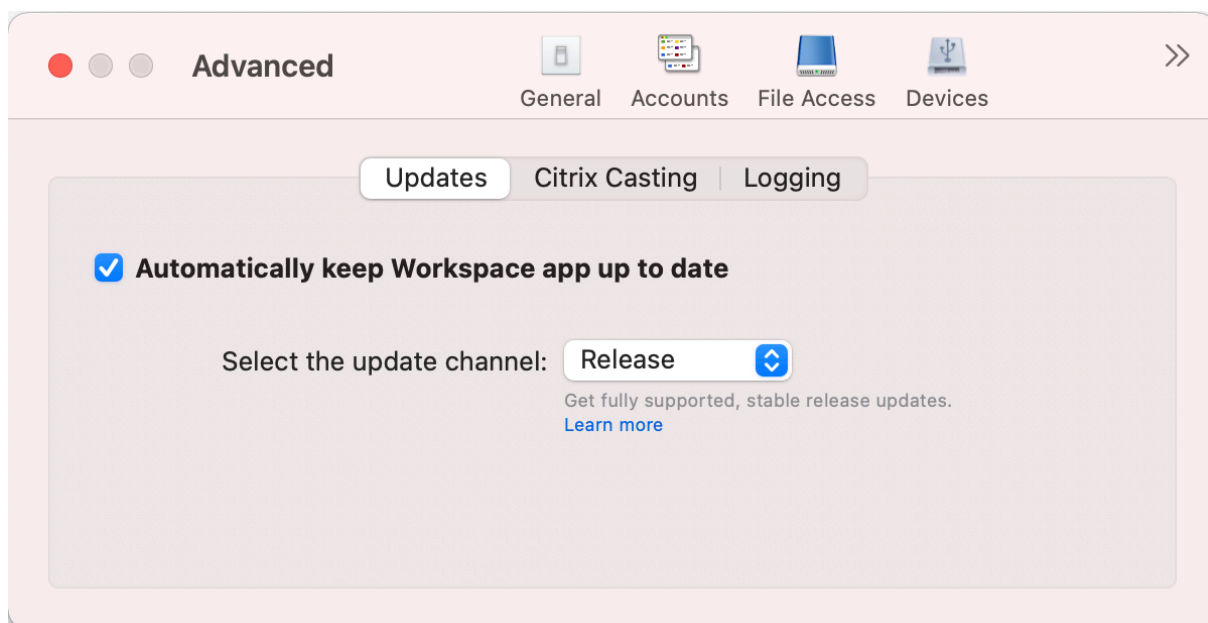 Advanced
General Accounts File Access Devices
Updates Citrix Casting Logging
Automatically keep Workspace app up to date
Select the update channel: Release
Get fully supported, stable release updates.
Learn more